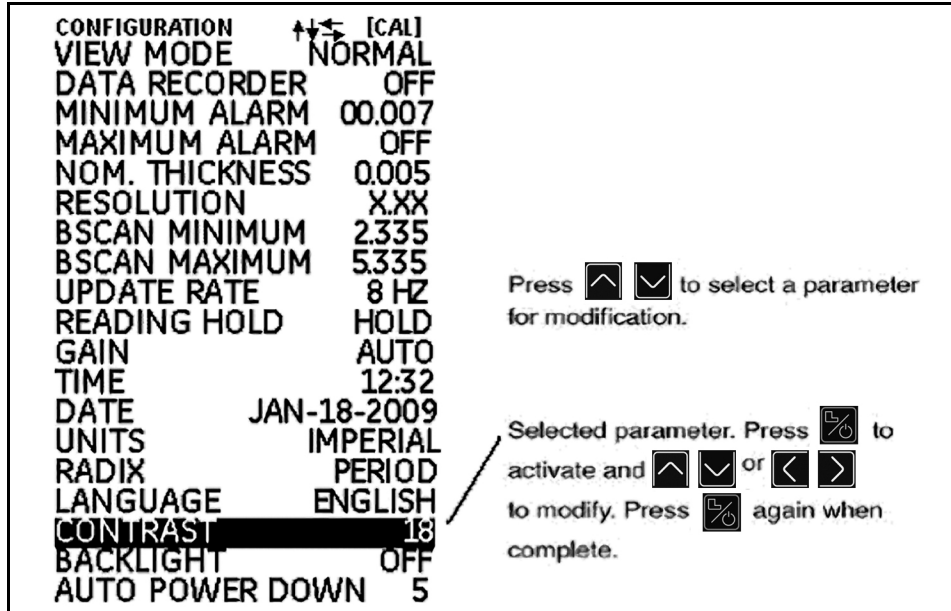 CONFIGURATION [CAL]
VIEW MODE NORMAL
DATA RECORDER OFF
MINIMUM ALARM 00.007
MAXIMUM ALARM OFF
NOM. THICKNESS 0.005
RESOLUTION X.XX
BSCAN MINIMUM 2.335
BSCAN MAXIMUM 5.335
UPDATE RATE 8 HZ
READING HOLD HOLD
GAIN AUTO
TIME 12:32
DATE JAN-18-2009
UNITS IMPERIAL
RADIX PERIOD
LANGUAGE ENGLISH
CONTRAST 18
BACKLIGHT OFF
AUTO POWER DOWN 5
Press to select a parameter
for modification.
Selected parameter. Press to
activate and or
to modify. Press again when
complete.